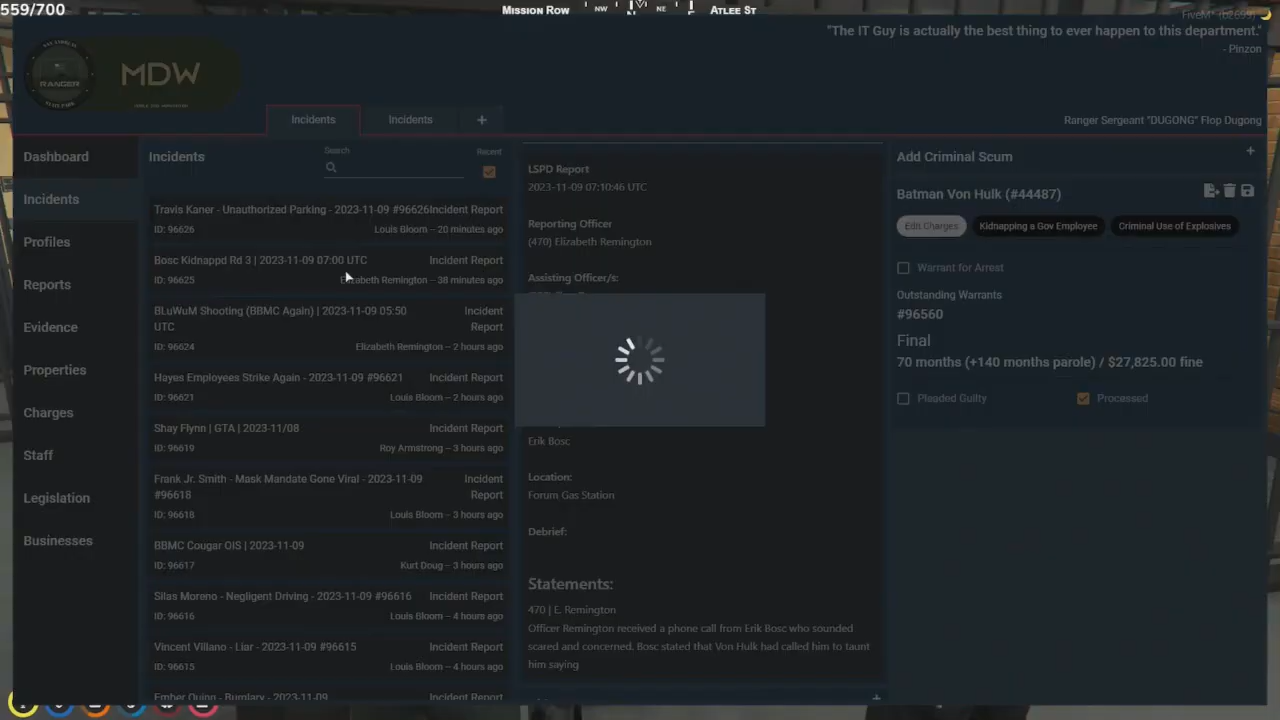 559/700
Mission Row
NW
N
NE
E
Atlee St
FiveM® (b2699)
"The IT Guy is actually the best thing to ever happen to this department."
- Pinzon
RANGER
MDW
Incidents
Incidents
+
Ranger Sergeant "DUGONG" Flop Dugong
Dashboard
Incidents
Profiles
Reports
Evidence
Properties
Charges
Staff
Legislation
Businesses
Incidents
Search
Recent
Travis Kaner - Unauthorized Parking - 2023-11-09 #96626
Incident Report
ID: 96626
Louis Bloom – 20 minutes ago
Bosc Kidnappd Rd 3 | 2023-11-09 07:00 UTC
Incident Report
ID: 96625
Elizabeth Remington – 38 minutes ago
BLuWuM Shooting (BBMC Again) | 2023-11-09 05:50
UTC
Incident
Report
ID: 96624
Elizabeth Remington – 2 hours ago
Hayes Employees Strike Again - 2023-11-09 #96621
Incident Report
ID: 96621
Louis Bloom – 2 hours ago
Shay Flynn | GTA | 2023-11/08
Incident Report
ID: 96619
Roy Armstrong – 3 hours ago
Frank Jr. Smith - Mask Mandate Gone Viral - 2023-11-09
#96618
Incident
Report
ID: 96618
Louis Bloom – 3 hours ago
BBMC Cougar OIS | 2023-11-09
Incident Report
ID: 96617
Kurt Doug – 3 hours ago
Silas Moreno - Negligent Driving - 2023-11-09 #96616
Incident Report
ID: 96616
Louis Bloom – 4 hours ago
Vincent Villano - Liar - 2023-11-09 #96615
Incident Report
ID: 96615
Louis Bloom – 4 hours ago
Ember Quinn - Burglary - 2023-11-09
Incident Report
LSPD Report
2023-11-09 07:10:46 UTC
Reporting Officer
(470) Elizabeth Remington
Assisting Officer/s:
Erik Bosc
Location:
Forum Gas Station
Debrief:
Statements:
470 | E. Remington
Officer Remington received a phone call from Erik Bosc who sounded
scared and concerned. Bosc stated that Von Hulk had called him to taunt
him saying
Add Criminal Scum
+
Batman Von Hulk (#44487)
Edit Charges
Kidnapping a Gov Employee
Criminal Use of Explosives
Warrant for Arrest
Outstanding Warrants
#96560
Final
70 months (+140 months parole) / $27,825.00 fine
Pleaded Guilty
Processed